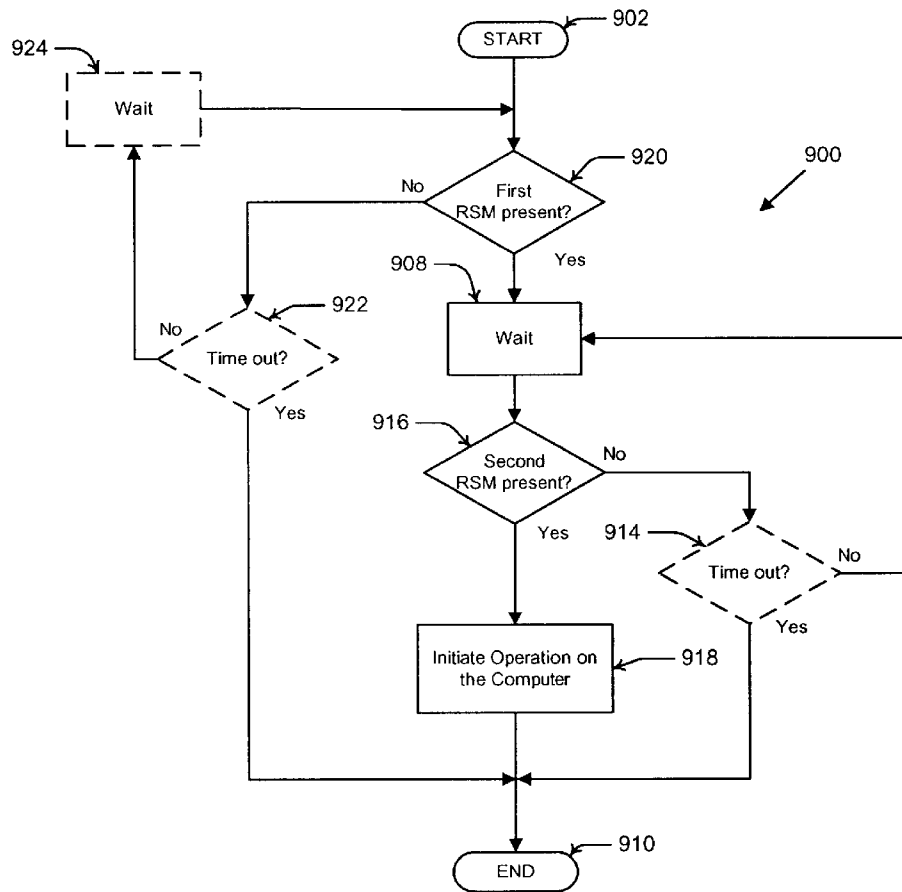 902
START
924
Wait
920
900
First
RSM present?
No
Yes
908
922
Wait
No
Time out?
Yes
916
Second
RSM present?
No
Yes
914
Time out?
No
Yes
Initiate Operation on
the Computer
918
910
END